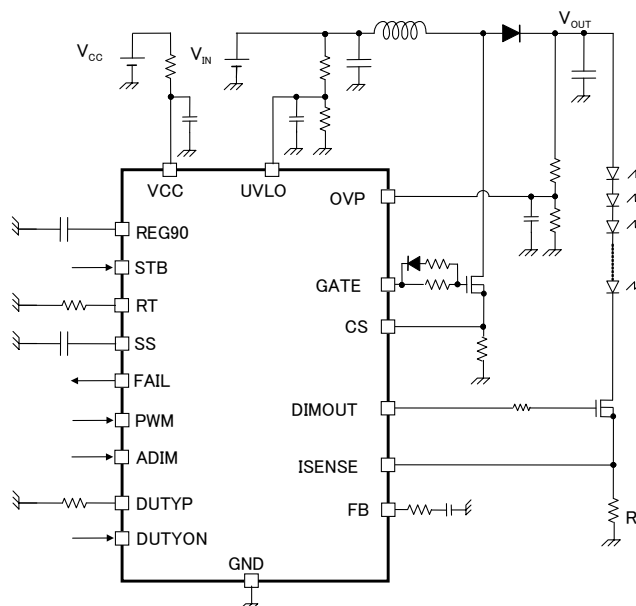 VCC
VIN
VOUT
VCC
UVLO
OVP
REG90
STB
GATE
RT
CS
SS
FAIL
DIMOUT
PWM
ADIM
ISENSE
DUTYP
FB
DUTYON
GND
R